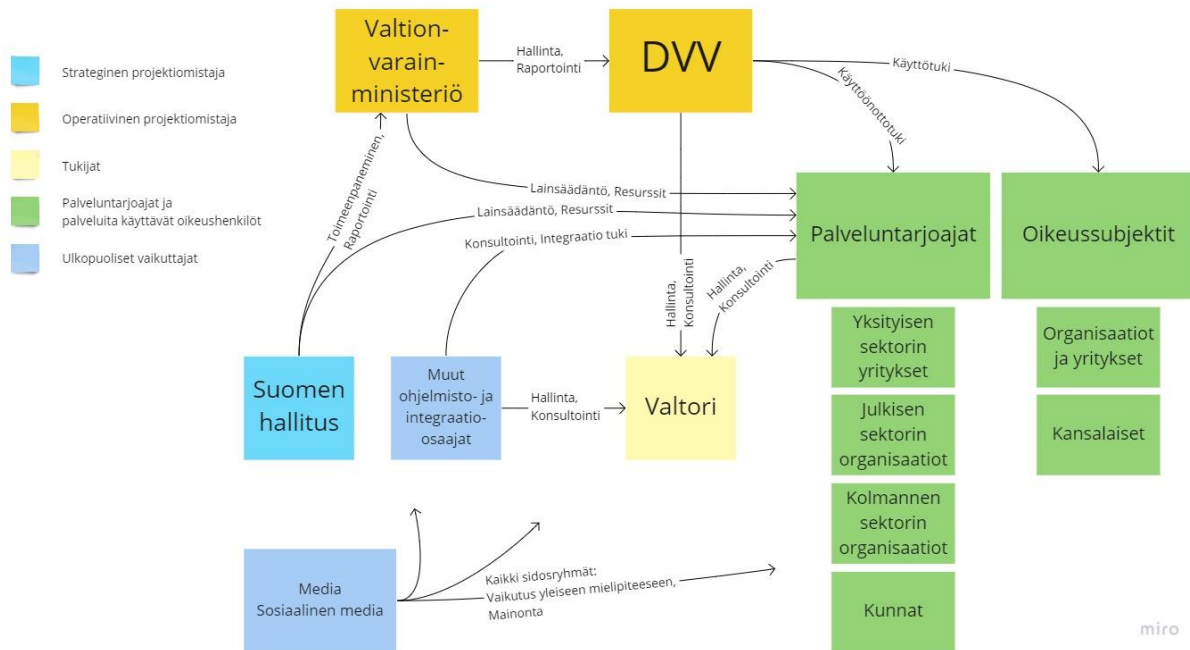 Strateginen projektiomistaja
Operatiivinen projektiomistaja
Tukijat
Palveluntarjoajat ja
palveluita käyttävät oikeushenkilöt
Ulkopuoliset vaikuttajat
Valtion-
varain-
ministeriö
Hallinta,
Raportointi
DVV
Käyttötuki
Käyttöönottotuki
Toimeenpaneminen,
Raportointi
Lainsäädäntö, Resurssit
Lainsäädäntö, Resurssit
Konsultointi, Integraatio tuki
Hallinta,
Konsultointi
Hallinta,
Konsultointi
Palveluntarjoajat
Oikeussubjektit
Suomen
hallitus
Muut
ohjelmisto- ja
integraatio-
osaajat
Hallinta,
Konsultointi
Valtori
Yksityisen
sektorin
yritykset
Organisaatiot
ja yritykset
Julkisen
sektorin
organisaatiot
Kansalaiset
Kolmannen
sektorin
organisaatiot
Kunnat
Media
Sosiaalinen media
Kaikki sidosryhmät:
Vaikutus yleiseen mielipiteeseen,
Mainonta
miro